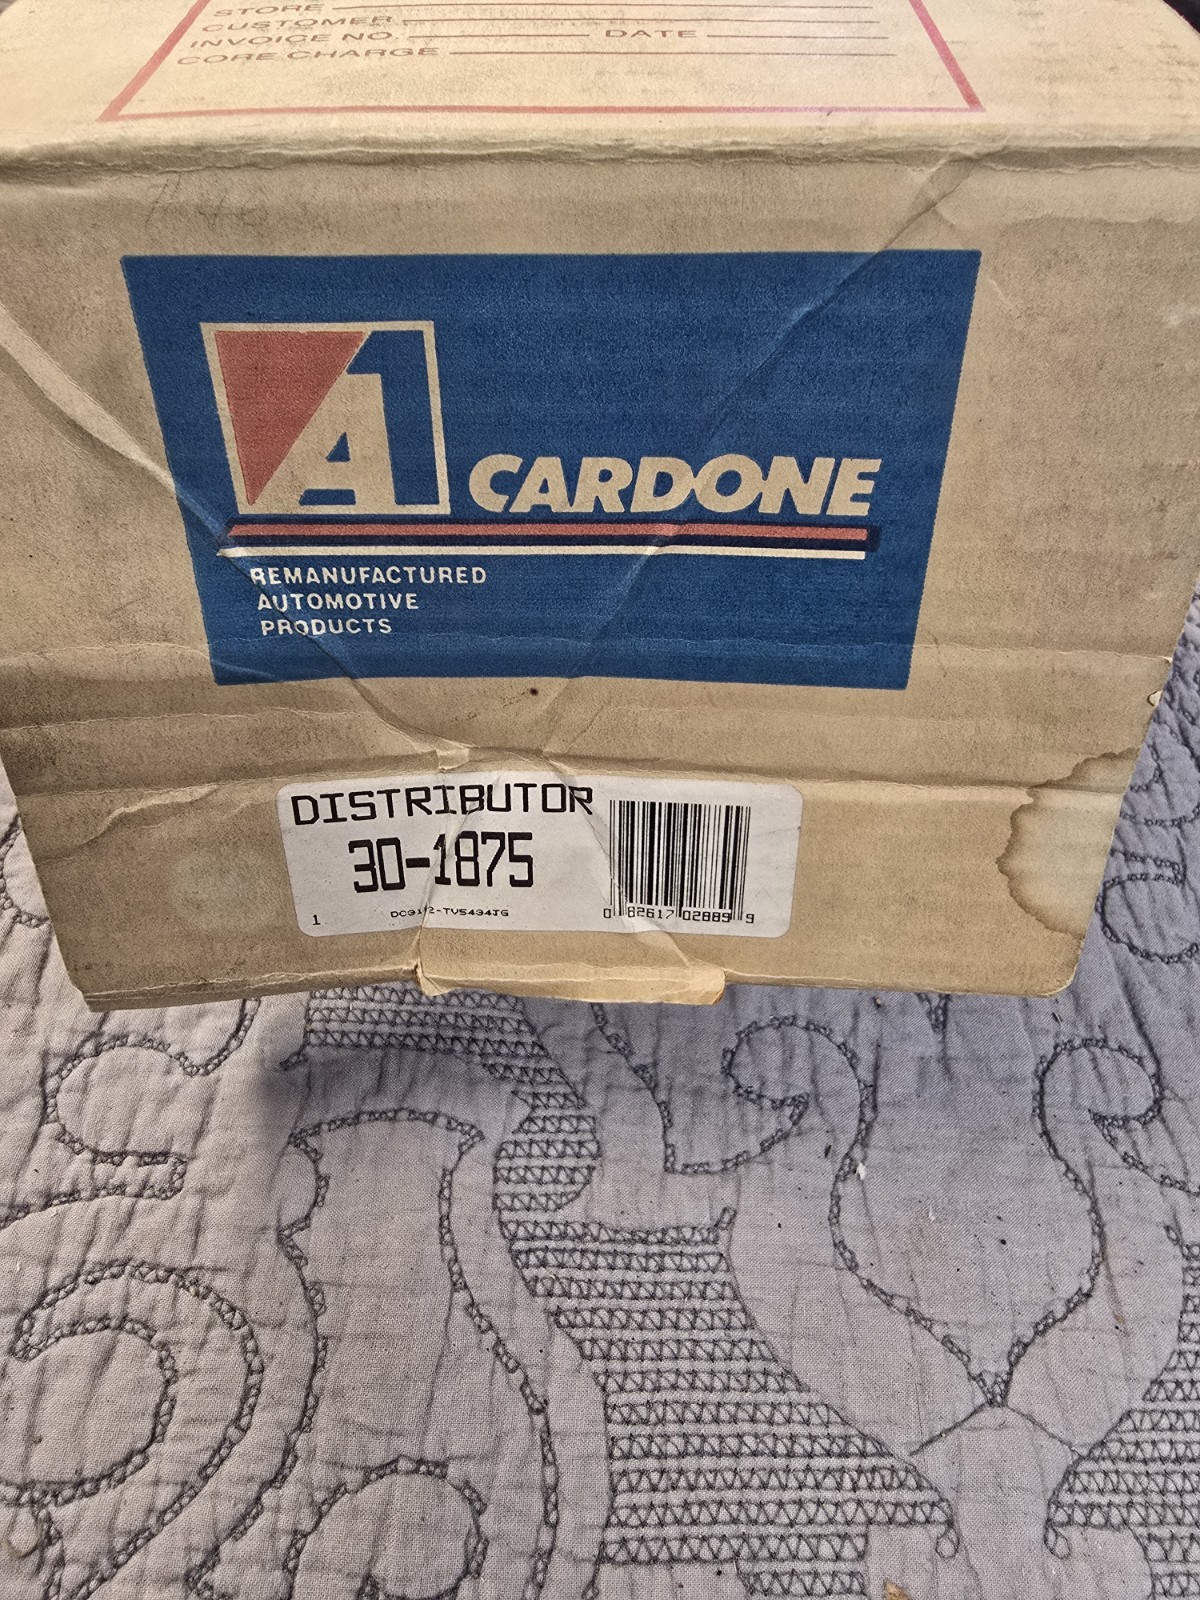 STORE
CUSTOMER
INVOICE NO. DATE
CORE CHARGE
A1 CARDONE
REMANUFACTURED
AUTOMOTIVE
PRODUCTS
DISTRIBUTOR
30-1875
1
0 82617 02889 9